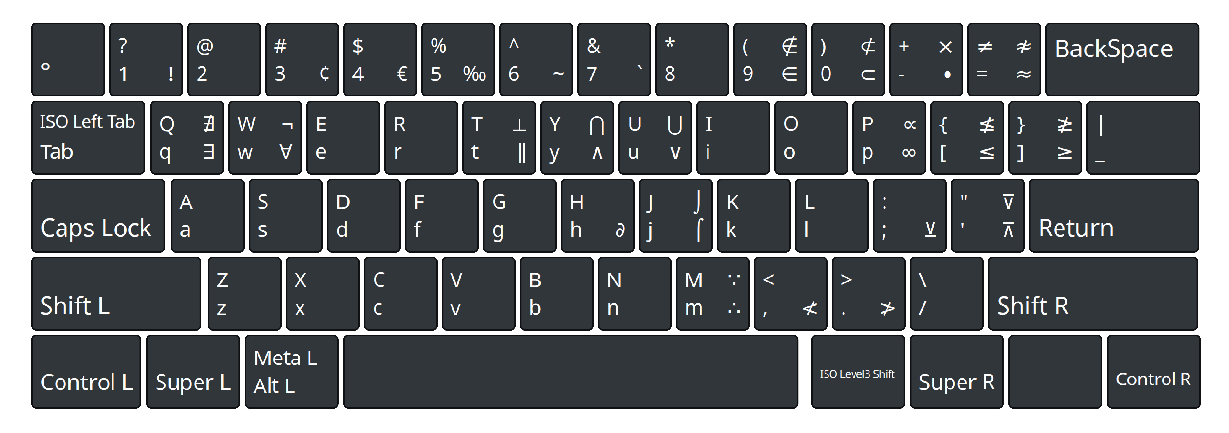 ? @ # $ % ^ & * ( ∉ ) ⊄ + × ≠ ≉ BackSpace
° 1 ! 2 3 ¢ 4 € 5 ‰ 6 ~ 7 ` 8 9 ∈ 0 ⊂ - • = ≈
ISO Left Tab Q ∄ W ¬ E R T ⊥ Y ⋂ U ⋃ I O P ∝ { ≰ } ≱ |
Tab q ∃ w ∀ e r t ∥ y ∧ u ∨ i o p ∞ [ ≤ ] ≥ _
A S D F G H J ⌡ K L : " ⊽
Caps Lock a s d f g h ∂ j ⌠ k l ; ⊻ ' ⊼ Return
Z X C V B N M ∵ < > \
Shift L z x c v b n m ∴ , ≮ . ≯ / Shift R
Meta L
Control L Super L Alt L ISO Level3 Shift Super R Control R